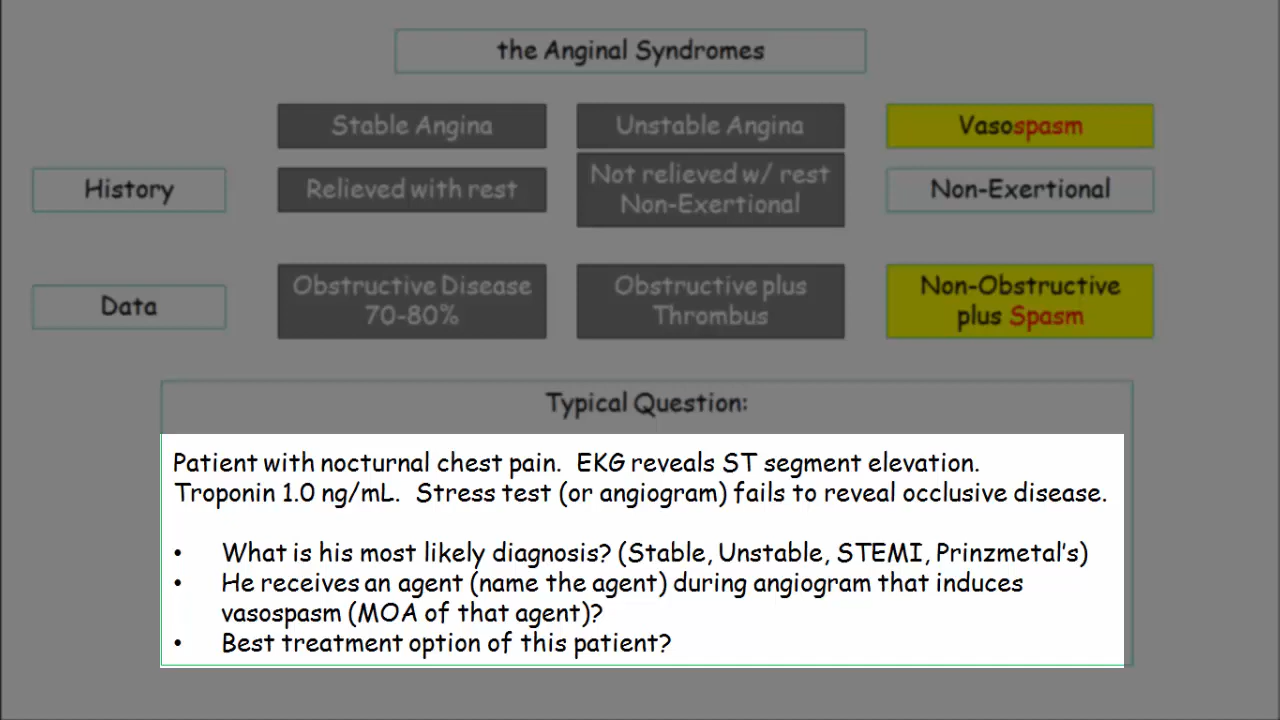 the Anginal Syndromes
Stable Angina
Unstable Angina
Vasospasm
History
Relieved with rest
Not relieved w/ rest
Non-Exertional
Non-Exertional
Data
Obstructive Disease
70-80%
Obstructive plus
Thrombus
Non-Obstructive
plus Spasm
Typical Question:
Patient with nocturnal chest pain. EKG reveals ST segment elevation.
Troponin 1.0 ng/mL. Stress test (or angiogram) fails to reveal occlusive disease.
• What is his most likely diagnosis? (Stable, Unstable, STEMI, Prinzmetal's)
• He receives an agent (name the agent) during angiogram that induces
vasospasm (MOA of that agent)?
• Best treatment option of this patient?